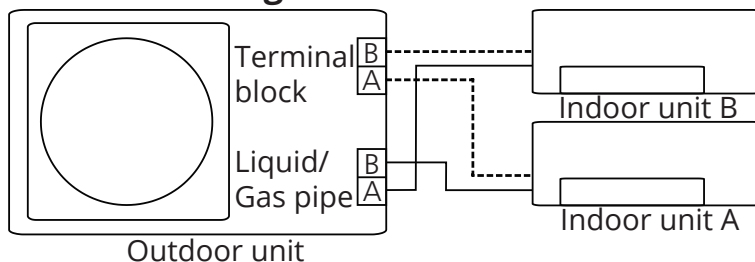 Terminal
block
B
A
Liquid/
Gas pipe
B
A
Outdoor unit
Indoor unit B
Indoor unit A